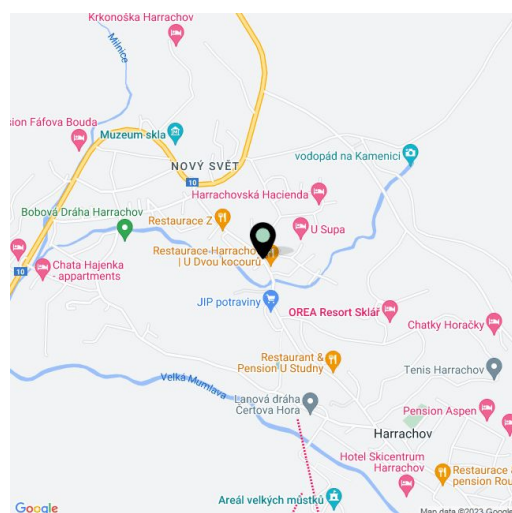 Krkonoška Harrachov
Milnice
sion Fáfova Bouda
Muzeum skla
NOVÝ SVĚT
vodopád na Kamenici
10
Harrachovská Hacienda
Bobová Dráha Harrachov
Restaurace Z
U Supa
Restaurace-Harrachov
| U Dvou kocourů
10
Chata Hajenka
- appartments
JIP potraviny
OREA Resort Sklář
Chatky Horačky
Restaurant &
Pension U Studny
Velká Mumlava
Tenis Harrachov
Lanová dráha
Čertova Hora
Pension Aspen
Harrachov
Hotel Skicentrum
Harrachov
Restaurace a
pension Rou
Areál velkých můstků
Google
Map data ©2023 Google